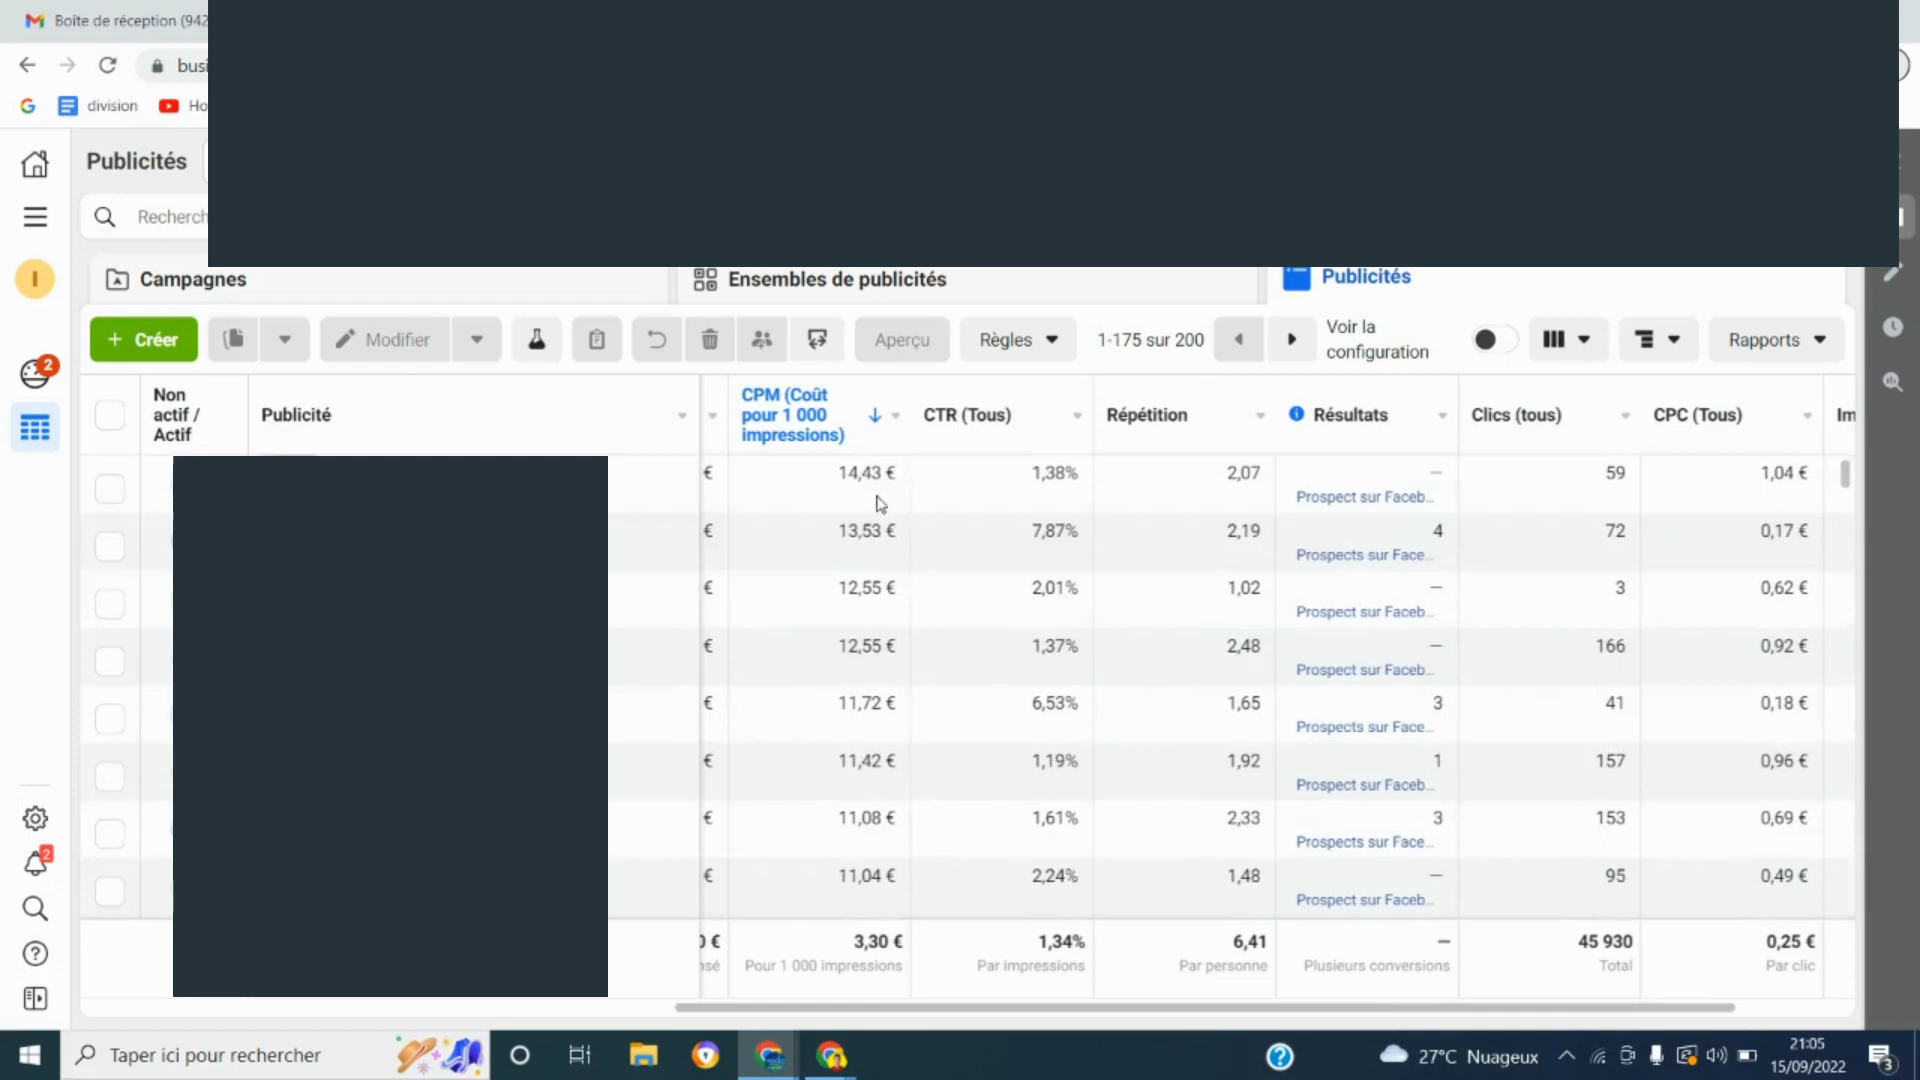 Boîte de réception (942
busi
division
Ho
Publicités
Recherch
Campagnes
Ensembles de publicités
Publicités
+ Créer
Modifier
Aperçu
Règles
1-175 sur 200
Voir la configuration
Rapports
Non actif / Actif
Publicité
CPM (Coût pour 1 000 impressions)
CTR (Tous)
Répétition
Résultats
Clics (tous)
CPC (Tous)
Im
€ 14,43 € 1,38% 2,07 — 59 1,04 €
Prospect sur Faceb...
€ 13,53 € 7,87% 2,19 4 72 0,17 €
Prospects sur Face...
€ 12,55 € 2,01% 1,02 — 3 0,62 €
Prospect sur Faceb...
€ 12,55 € 1,37% 2,48 — 166 0,92 €
Prospect sur Faceb...
€ 11,72 € 6,53% 1,65 3 41 0,18 €
Prospects sur Face...
€ 11,42 € 1,19% 1,92 1 157 0,96 €
Prospect sur Faceb...
€ 11,08 € 1,61% 2,33 3 153 0,69 €
Prospects sur Face...
€ 11,04 € 2,24% 1,48 — 95 0,49 €
Prospect sur Faceb...
€ 3,30 € 1,34% 6,41 — 45 930 0,25 €
nsé Pour 1 000 impressions Par impressions Par personne Plusieurs conversions Total Par clic
I
2
2
Taper ici pour rechercher
27°C Nuageux
21:05
15/09/2022
3